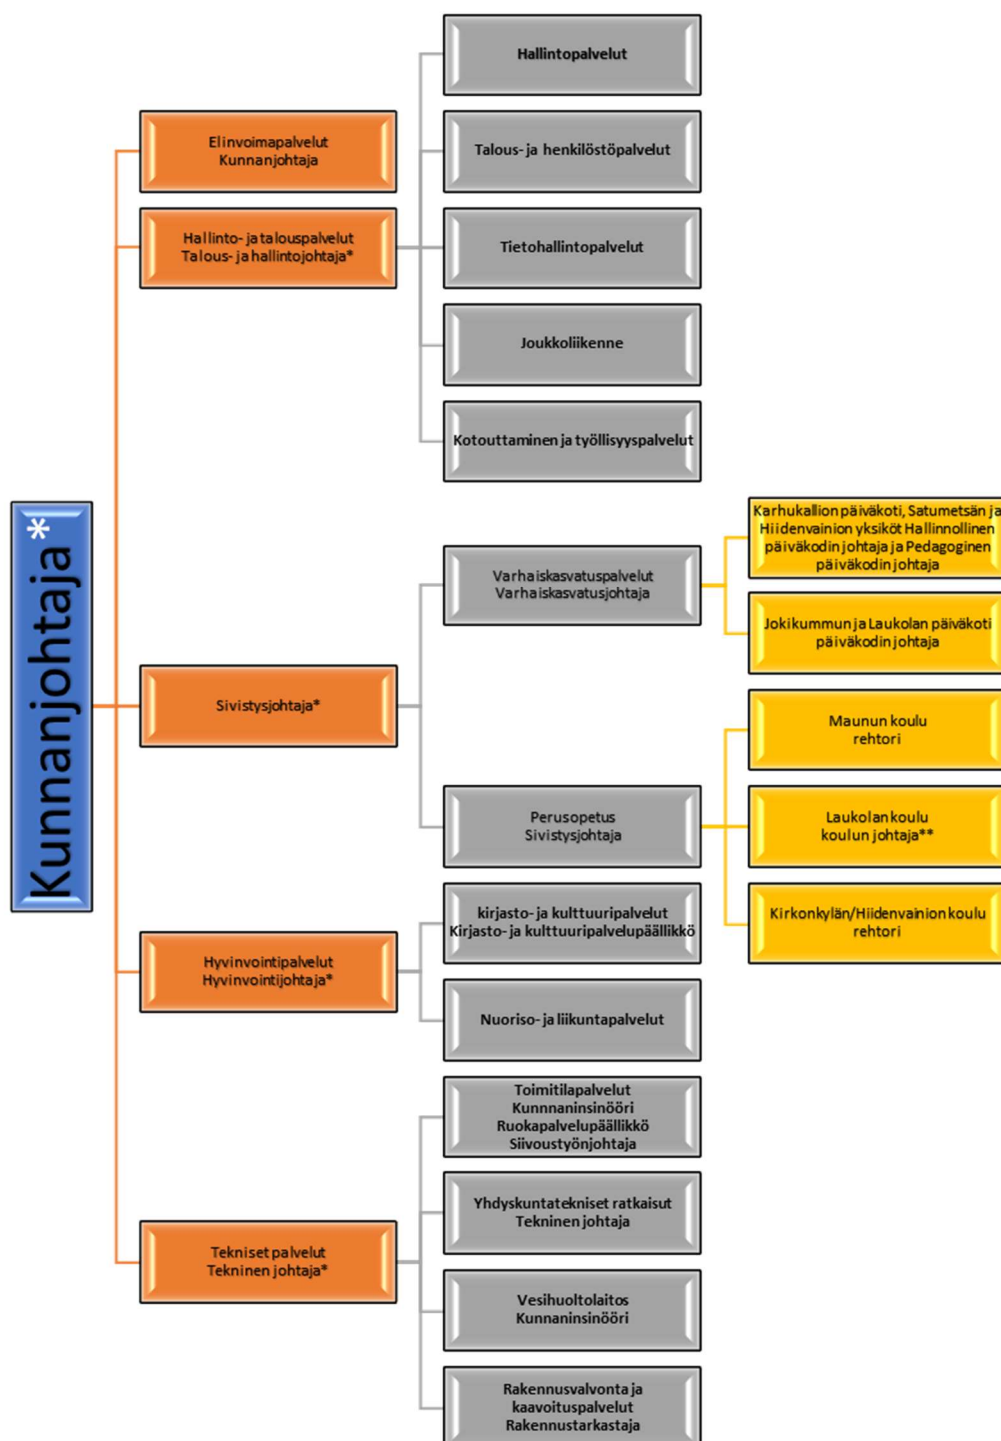 Kunnanjohtaja*
Elinvoimapalvelut
Kunnanjohtaja
Hallinto- ja talouspalvelut
Talous- ja hallintojohtaja*
Hallintopalvelut
Talous- ja henkilöstöpalvelut
Tietohallintopalvelut
Joukkoliikenne
Kotouttaminen ja työllisyyspalvelut
Sivistysjohtaja*
Varhaiskasvatuspalvelut
Varhaiskasvatusjohtaja
Karhukallion päiväkoti, Satumetsän ja
Hiidenvainion yksiköt Hallinnollinen
päiväkodin johtaja ja Pedagoginen
päiväkodin johtaja
Jokikummun ja Laukolan päiväkoti
päiväkodin johtaja
Perusopetus
Sivistysjohtaja
Maunun koulu
rehtori
Laukolan koulu
koulun johtaja**
Kirkonkylän/Hiidenvainion koulu
rehtori
Hyvinvointipalvelut
Hyvinvointijohtaja*
kirjasto- ja kulttuuripalvelut
Kirjasto- ja kulttuuripalvelupäällikkö
Nuoriso- ja liikuntapalvelut
Tekniset palvelut
Tekninen johtaja*
Toimitilapalvelut
Kunnnaninsinööri
Ruokapalvelupäällikkö
Siivoustyönjohtaja
Yhdyskuntatekniset ratkaisut
Tekninen johtaja
Vesihuoltolaitos
Kunnaninsinööri
Rakennusvalvonta ja
kaavoituspalvelut
Rakennustarkastaja